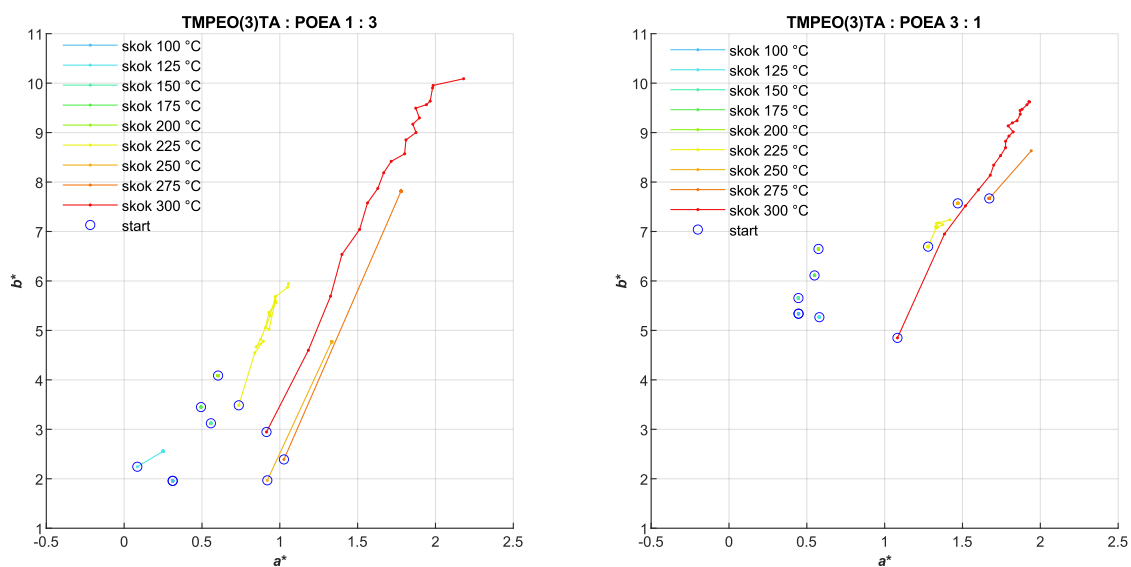 TMPEO(3)TA : POEA 1 : 3
11
10
9
8
7
6
5
4
3
2
1
b*
-0.5
0
0.5
1
1.5
2
2.5
a*
skok 100 °C
skok 125 °C
skok 150 °C
skok 175 °C
skok 200 °C
skok 225 °C
skok 250 °C
skok 275 °C
skok 300 °C
start
TMPEO(3)TA : POEA 3 : 1
11
10
9
8
7
6
5
4
3
2
1
b*
-0.5
0
0.5
1
1.5
2
2.5
a*
skok 100 °C
skok 125 °C
skok 150 °C
skok 175 °C
skok 200 °C
skok 225 °C
skok 250 °C
skok 275 °C
skok 300 °C
start